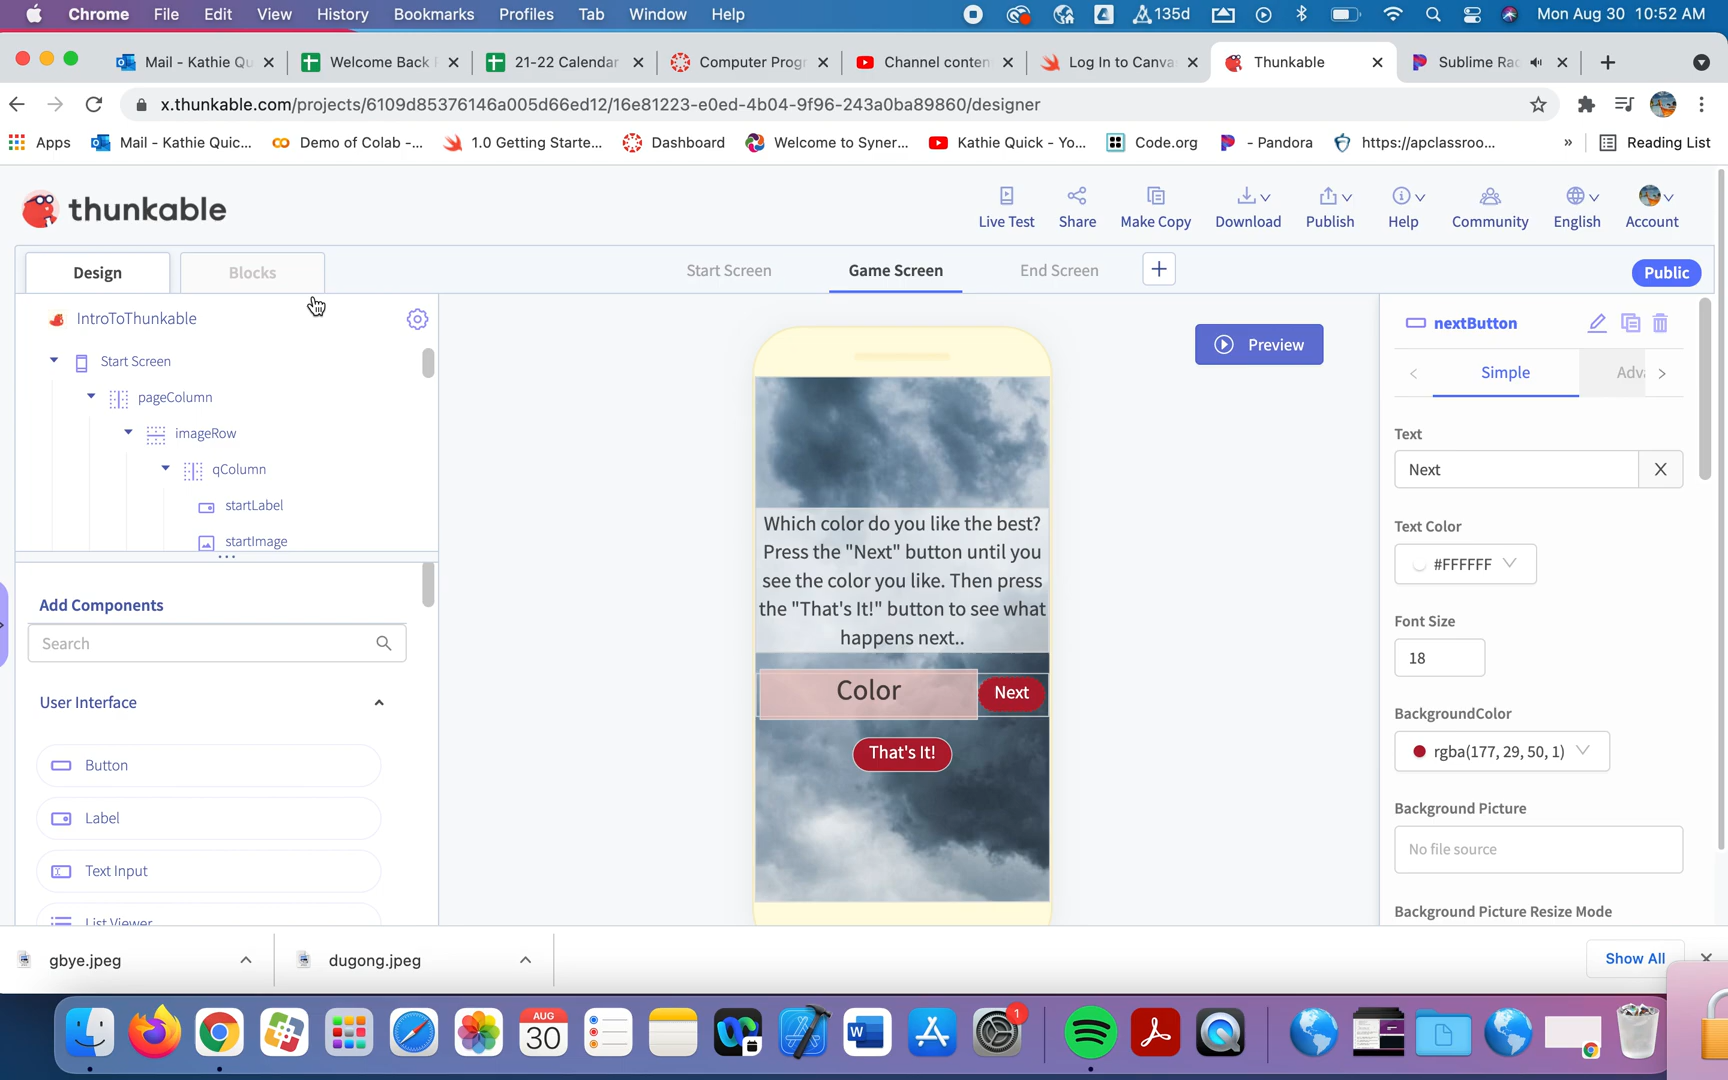 Chrome File Edit View History Bookmarks Profiles Tab Window Help 135d Mon Aug 30 10:52 AM
Mail - Kathie Qu Welcome Back 21-22 Calendar Computer Progr Channel conten Log In to Canva Thunkable Sublime Ra
x.thunkable.com/projects/6109d85376146a005d66ed12/16e81223-e0ed-4b04-9f96-243a0ba89860/designer
Apps Mail - Kathie Quic... Demo of Colab -... 1.0 Getting Starte... Dashboard Welcome to Syner... Kathie Quick - Yo... Code.org - Pandora https://apclassroo... » Reading List
thunkable
Live Test Share Make Copy Download Publish Help Community English Account
Design Blocks Start Screen Game Screen End Screen + Public
IntroToThunkable
Start Screen
pageColumn
imageRow
qColumn
startLabel
startImage
Add Components
Search
User Interface
Button
Label
Text Input
List Viewer
Preview
Which color do you like the best?
Press the "Next" button until you
see the color you like. Then press
the "That's It!" button to see what
happens next..
Color Next
That's It!
nextButton
Simple Adv
Text
Next X
Text Color
#FFFFFF
Font Size
18
BackgroundColor
rgba(177, 29, 50, 1)
Background Picture
No file source
Background Picture Resize Mode
gbye.jpeg dugong.jpeg Show All
AUG
30
1